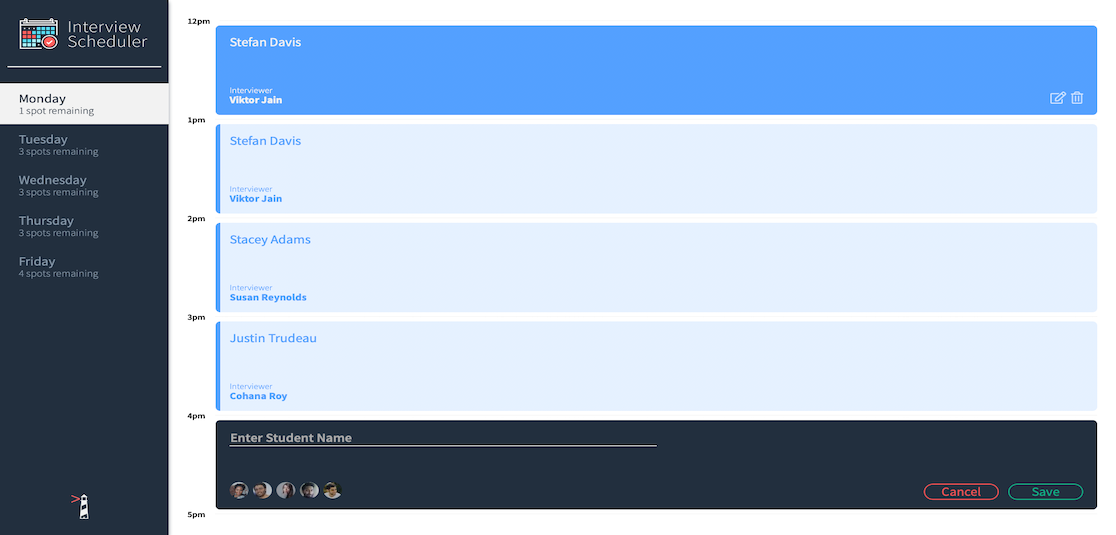 Interview
Scheduler
Monday
1 spot remaining
Tuesday
3 spots remaining
Wednesday
3 spots remaining
Thursday
3 spots remaining
Friday
4 spots remaining
12pm
Stefan Davis
Interviewer
Viktor Jain
1pm
Stefan Davis
Interviewer
Viktor Jain
2pm
Stacey Adams
Interviewer
Susan Reynolds
3pm
Justin Trudeau
Interviewer
Cohana Roy
4pm
Enter Student Name
Cancel Save
5pm